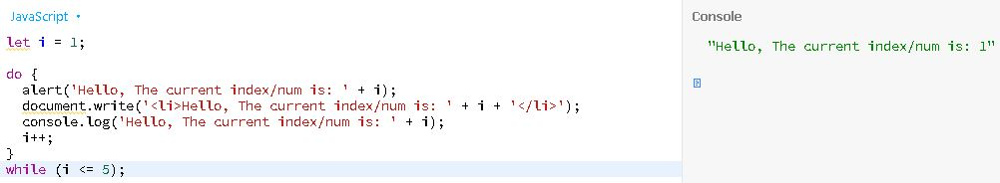 JavaScript
let i = 1;
do {
alert('Hello, The current index/num is: ' + i);
document.write('<li>Hello, The current index/num is: ' + i + '</li>');
console.log('Hello, The current index/num is: ' + i);
i++;
}
while (i <= 5);
Console
"Hello, The current index/num is: 1"